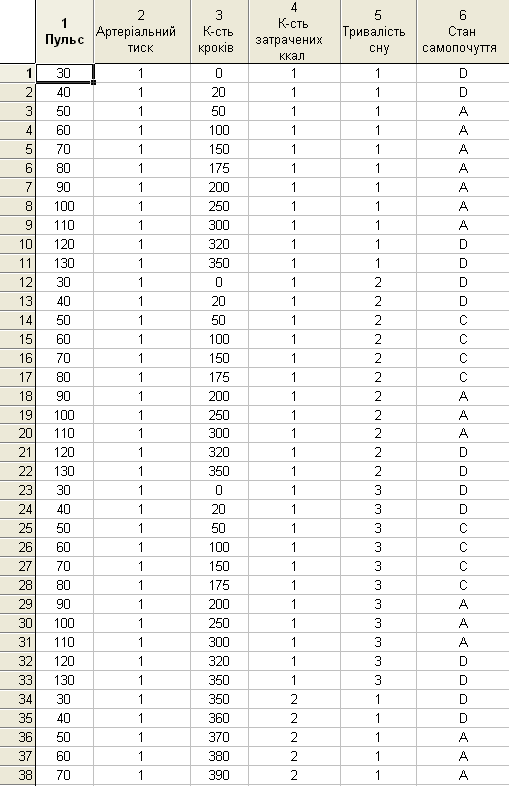 1 Пульс 2 Артеріальний тиск 3 К-сть кроків 4 К-сть затрачених ккал 5 Тривалість сну 6 Стан самопочуття
1 30 1 0 1 1 D
2 40 1 20 1 1 D
3 50 1 50 1 1 A
4 60 1 100 1 1 A
5 70 1 150 1 1 A
6 80 1 175 1 1 A
7 90 1 200 1 1 A
8 100 1 250 1 1 A
9 110 1 300 1 1 A
10 120 1 320 1 1 D
11 130 1 350 1 1 D
12 30 1 0 1 2 D
13 40 1 20 1 2 D
14 50 1 50 1 2 C
15 60 1 100 1 2 C
16 70 1 150 1 2 C
17 80 1 175 1 2 C
18 90 1 200 1 2 A
19 100 1 250 1 2 A
20 110 1 300 1 2 A
21 120 1 320 1 2 D
22 130 1 350 1 2 D
23 30 1 0 1 3 D
24 40 1 20 1 3 D
25 50 1 50 1 3 C
26 60 1 100 1 3 C
27 70 1 150 1 3 C
28 80 1 175 1 3 C
29 90 1 200 1 3 A
30 100 1 250 1 3 A
31 110 1 300 1 3 A
32 120 1 320 1 3 D
33 130 1 350 1 3 D
34 30 1 350 2 1 D
35 40 1 360 2 1 D
36 50 1 370 2 1 A
37 60 1 380 2 1 A
38 70 1 390 2 1 A